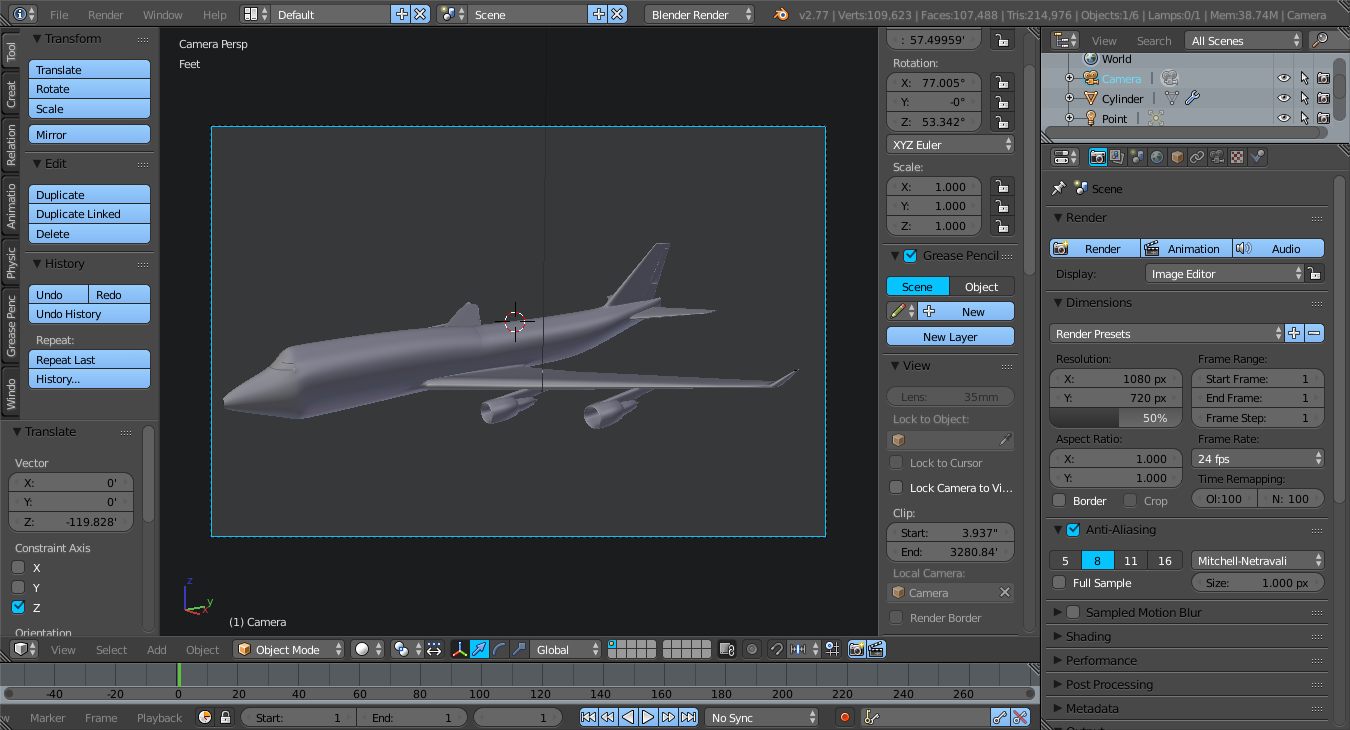 File Render Window Help Default Scene Blender Render v2.77 | Verts:109,623 | Faces:107,488 | Tris:214,976 | Objects:1/6 | Lamps:0/1 | Mem:38.74M | Camera
Tool
Creat
Relation
Animatio
Physic
Grease Penc
Windo
Transform
Translate
Rotate
Scale
Mirror
Edit
Duplicate
Duplicate Linked
Delete
History
Undo Redo
Undo History
Repeat:
Repeat Last
History...
Translate
Vector
X: 0'
Y: 0'
Z: -119.828'
Constraint Axis
X
Y
Z
Orientation
Camera Persp
Feet
z
y
x
(1) Camera
: 57.49959'
Rotation:
X: 77.005°
Y: -0°
Z: 53.342°
XYZ Euler
Scale:
X: 1.000
Y: 1.000
Z: 1.000
Grease Pencil
Scene Object
New
New Layer
View
Lens: 35mm
Lock to Object:
Lock to Cursor
Lock Camera to Vi...
Clip:
Start: 3.937"
End: 3280.84'
Local Camera:
Camera
Render Border
View Search All Scenes
World
Camera
Cylinder
Point
Scene
Render
Render Animation Audio
Display: Image Editor
Dimensions
Render Presets
Resolution: Frame Range:
X: 1080 px Start Frame: 1
Y: 720 px End Frame: 1
50% Frame Step: 1
Aspect Ratio: Frame Rate:
X: 1.000 24 fps
Y: 1.000 Time Remapping:
Border Crop Ol:100 N: 100
Anti-Aliasing
5 8 11 16 Mitchell-Netravali
Full Sample Size: 1.000 px
Sampled Motion Blur
Shading
Performance
Post Processing
Metadata
View Select Add Object Object Mode Global
-40 -20 0 20 40 60 80 100 120 140 160 180 200 220 240 260
w Marker Frame Playback Start: 1 End: 1 1 No Sync